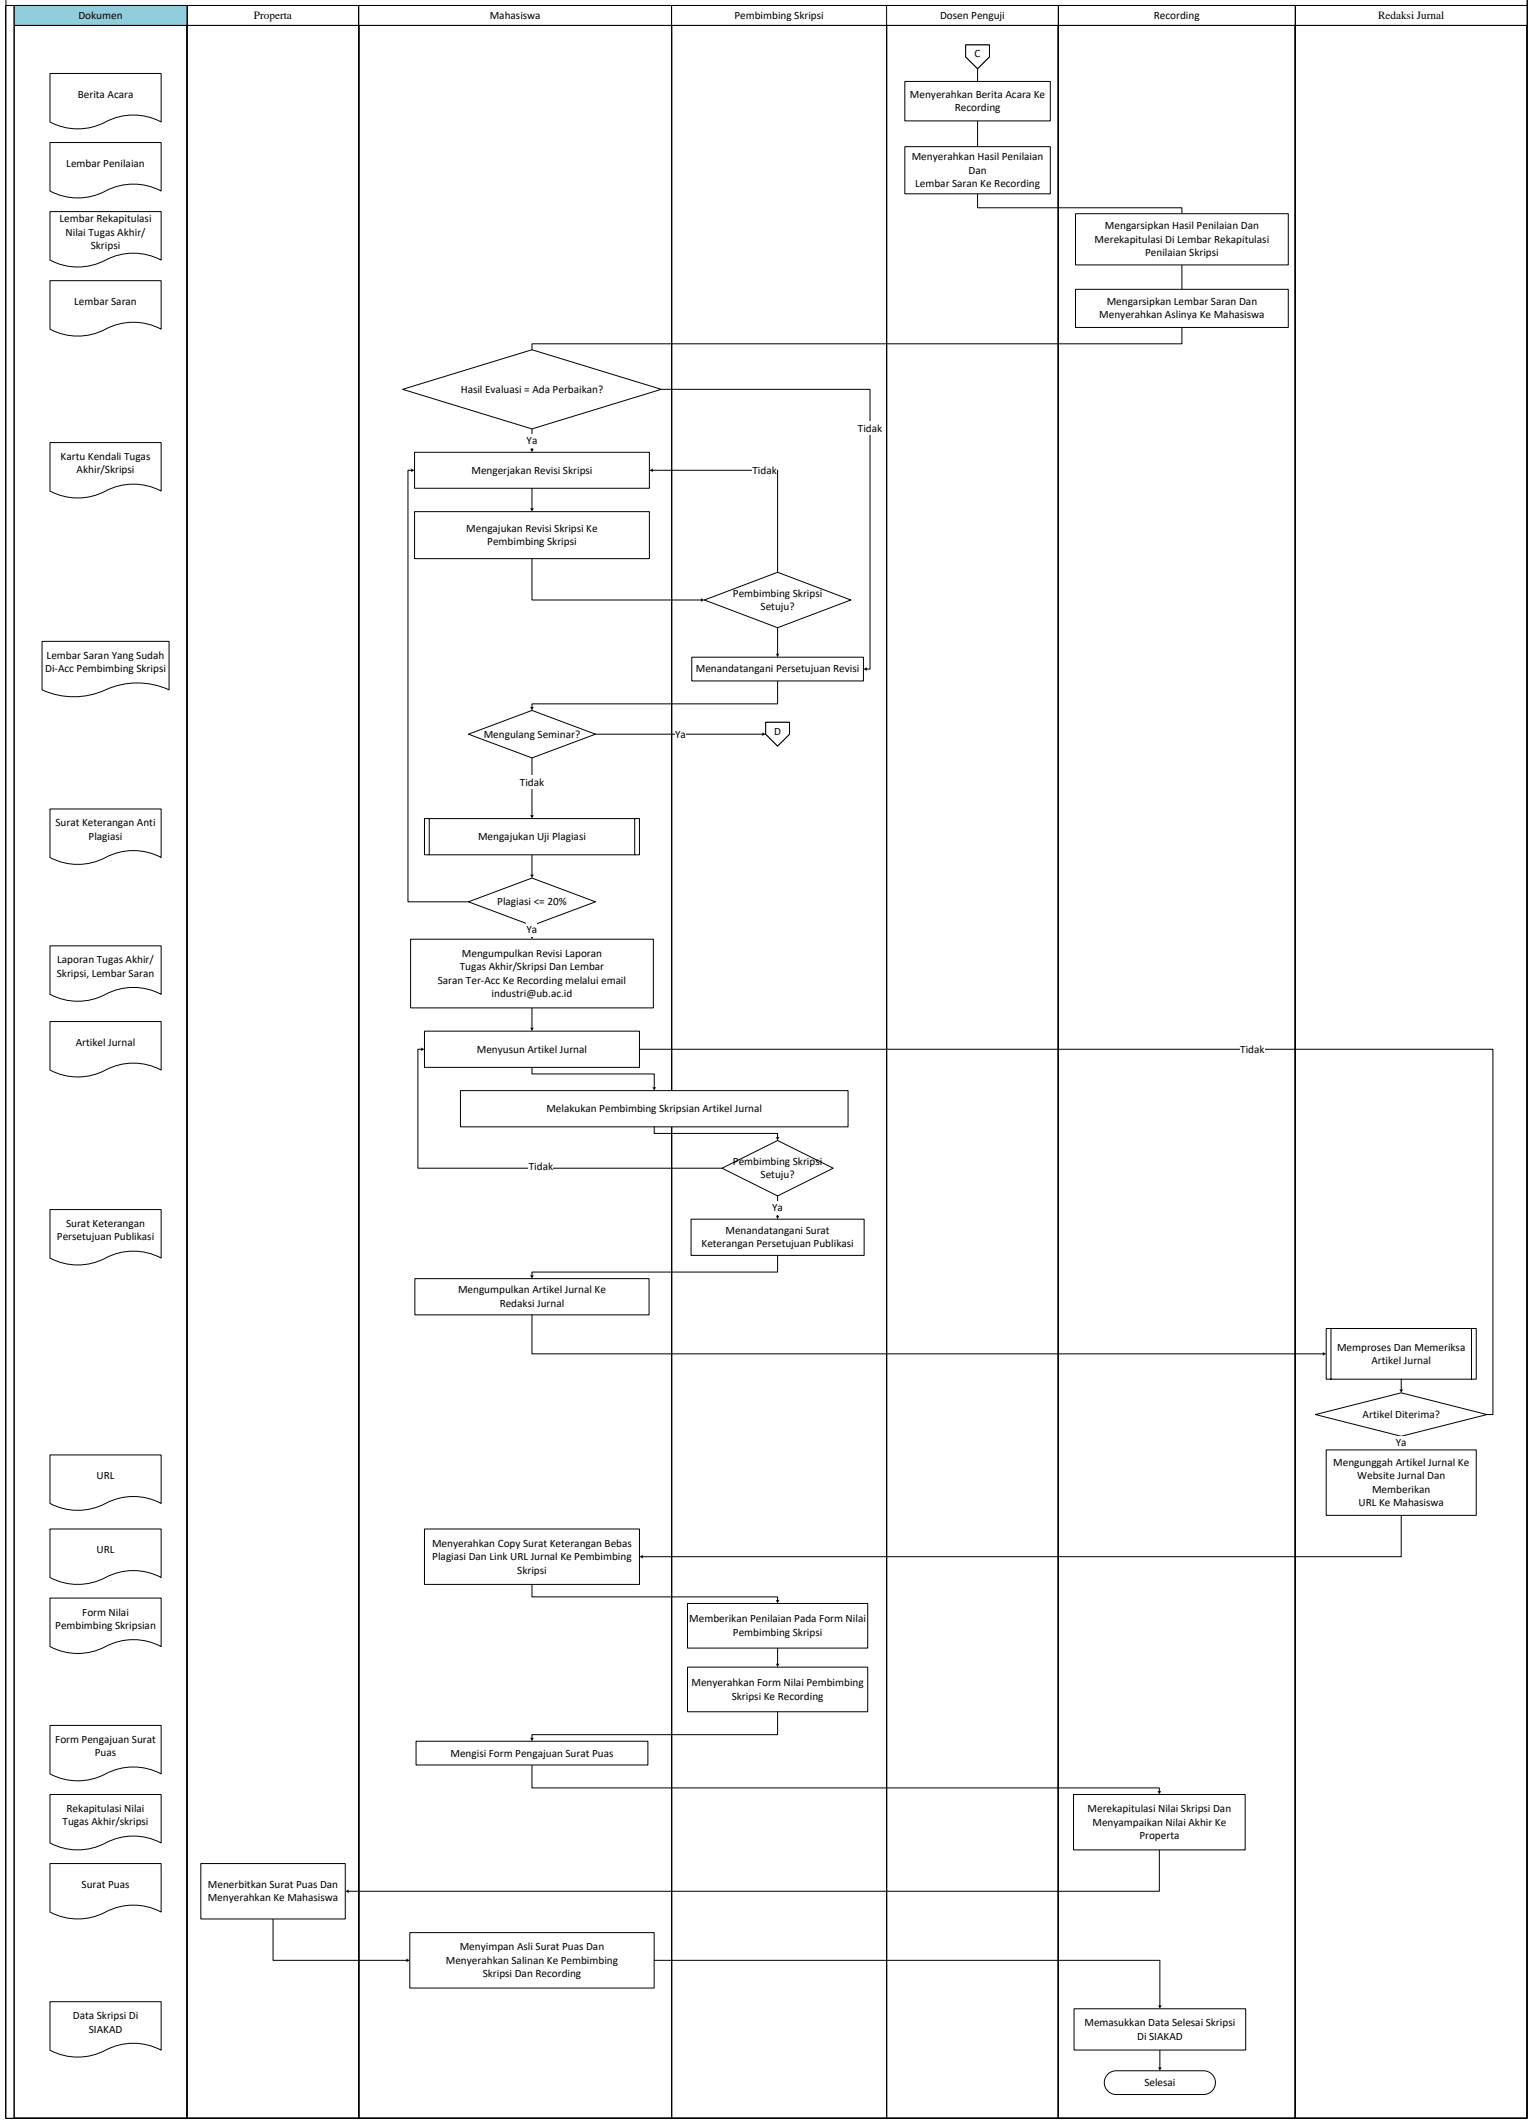 Dokumen
Properta
Mahasiswa
Pembimbing Skripsi
Dosen Penguji
Recording
Redaksi Jurnal
C
Berita Acara
Menyerahkan Berita Acara Ke
Recording
Lembar Penilaian
Menyerahkan Hasil Penilaian
Dan
Lembar Saran Ke Recording
Lembar Rekapitulasi
Nilai Tugas Akhir/
Skripsi
Mengarsipkan Hasil Penilaian Dan
Merekapitulasi Di Lembar Rekapitulasi
Penilaian Skripsi
Lembar Saran
Mengarsipkan Lembar Saran Dan
Menyerahkan Aslinya Ke Mahasiswa
Hasil Evaluasi = Ada Perbaikan?
Tidak
Ya
Kartu Kendali Tugas
Akhir/Skripsi
Mengerjakan Revisi Skripsi
Tidak
Mengajukan Revisi Skripsi Ke
Pembimbing Skripsi
Pembimbing Skripsi
Setuju?
Lembar Saran Yang Sudah
Di-Acc Pembimbing Skripsi
Menandatangani Persetujuan Revisi
Mengulang Seminar?
Ya
D
Tidak
Surat Keterangan Anti
Plagiasi
Mengajukan Uji Plagiasi
Plagiasi <= 20%
Ya
Laporan Tugas Akhir/
Skripsi, Lembar Saran
Mengumpulkan Revisi Laporan
Tugas Akhir/Skripsi Dan Lembar
Saran Ter-Acc Ke Recording melalui email
industri@ub.ac.id
Artikel Jurnal
Menyusun Artikel Jurnal
Tidak
Melakukan Pembimbing Skripsian Artikel Jurnal
Tidak
Pembimbing Skripsi
Setuju?
Ya
Surat Keterangan
Persetujuan Publikasi
Menandatangani Surat
Keterangan Persetujuan Publikasi
Mengumpulkan Artikel Jurnal Ke
Redaksi Jurnal
Memproses Dan Memeriksa
Artikel Jurnal
Artikel Diterima?
Ya
URL
Mengunggah Artikel Jurnal Ke
Website Jurnal Dan
Memberikan
URL Ke Mahasiswa
URL
Menyerahkan Copy Surat Keterangan Bebas
Plagiasi Dan Link URL Jurnal Ke Pembimbing
Skripsi
Form Nilai
Pembimbing Skripsian
Memberikan Penilaian Pada Form Nilai
Pembimbing Skripsi
Menyerahkan Form Nilai Pembimbing
Skripsi Ke Recording
Form Pengajuan Surat
Puas
Mengisi Form Pengajuan Surat Puas
Rekapitulasi Nilai
Tugas Akhir/skripsi
Merekapitulasi Nilai Skripsi Dan
Menyampaikan Nilai Akhir Ke
Properta
Surat Puas
Menerbitkan Surat Puas Dan
Menyerahkan Ke Mahasiswa
Menyimpan Asli Surat Puas Dan
Menyerahkan Salinan Ke Pembimbing
Skripsi Dan Recording
Data Skripsi Di
SIAKAD
Memasukkan Data Selesai Skripsi
Di SIAKAD
Selesai